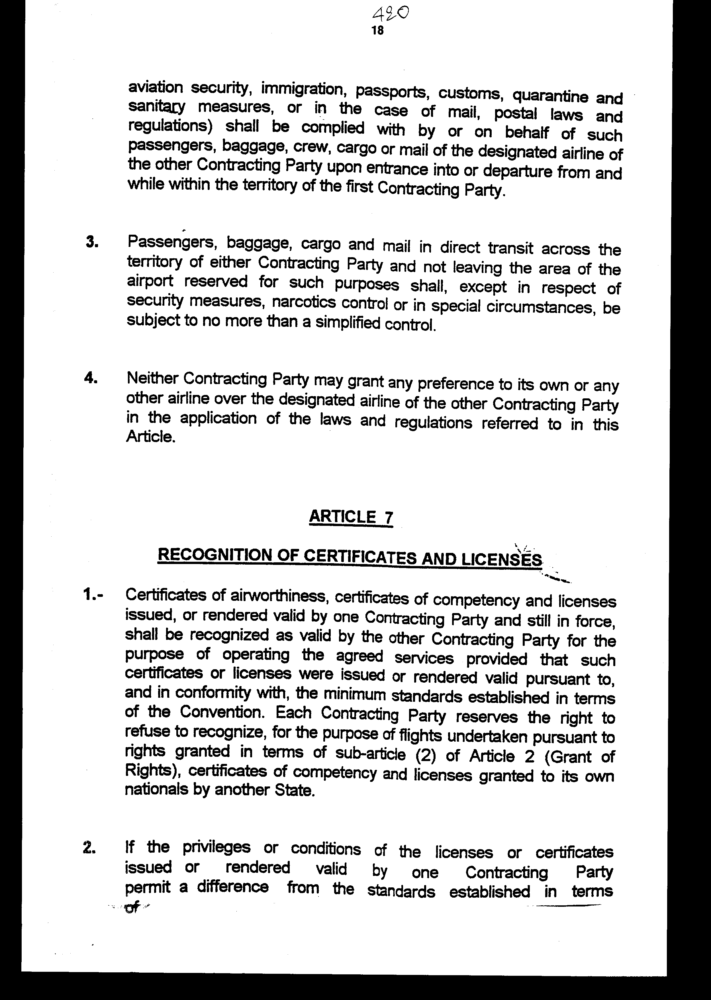 420
18
aviation security, immigration, passports, customs, quarantine and
sanitary measures, or in the case of mail, postal laws and
regulations) shall be complied with by or on behalf of such
passengers, baggage, crew, cargo or mail of the designated airline of
the other Contracting Party upon entrance into or departure from and
while within the territory of the first Contracting Party.
3. Passengers, baggage, cargo and mail in direct transit across the
territory of either Contracting Party and not leaving the area of the
airport reserved for such purposes shall, except in respect of
security measures, narcotics control or in special circumstances, be
subject to no more than a simplified control.
4. Neither Contracting Party may grant any preference to its own or any
other airline over the designated airline of the other Contracting Party
in the application of the laws and regulations referred to in this
Article.
ARTICLE 7
RECOGNITION OF CERTIFICATES AND LICENSES
1.- Certificates of airworthiness, certificates of competency and licenses
issued, or rendered valid by one Contracting Party and still in force,
shall be recognized as valid by the other Contracting Party for the
purpose of operating the agreed services provided that such
certificates or licenses were issued or rendered valid pursuant to,
and in conformity with, the minimum standards established in terms
of the Convention. Each Contracting Party reserves the right to
refuse to recognize, for the purpose of flights undertaken pursuant to
rights granted in terms of sub-article (2) of Article 2 (Grant of
Rights), certificates of competency and licenses granted to its own
nationals by another State.
2. If the privileges or conditions of the licenses or certificates
issued or rendered valid by one Contracting Party
permit a difference from the standards established in terms
of